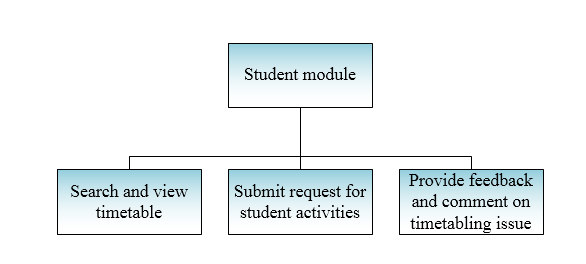 Student module
Search and view
timetable
Submit request for
student activities
Provide feedback
and comment on
timetabling issue